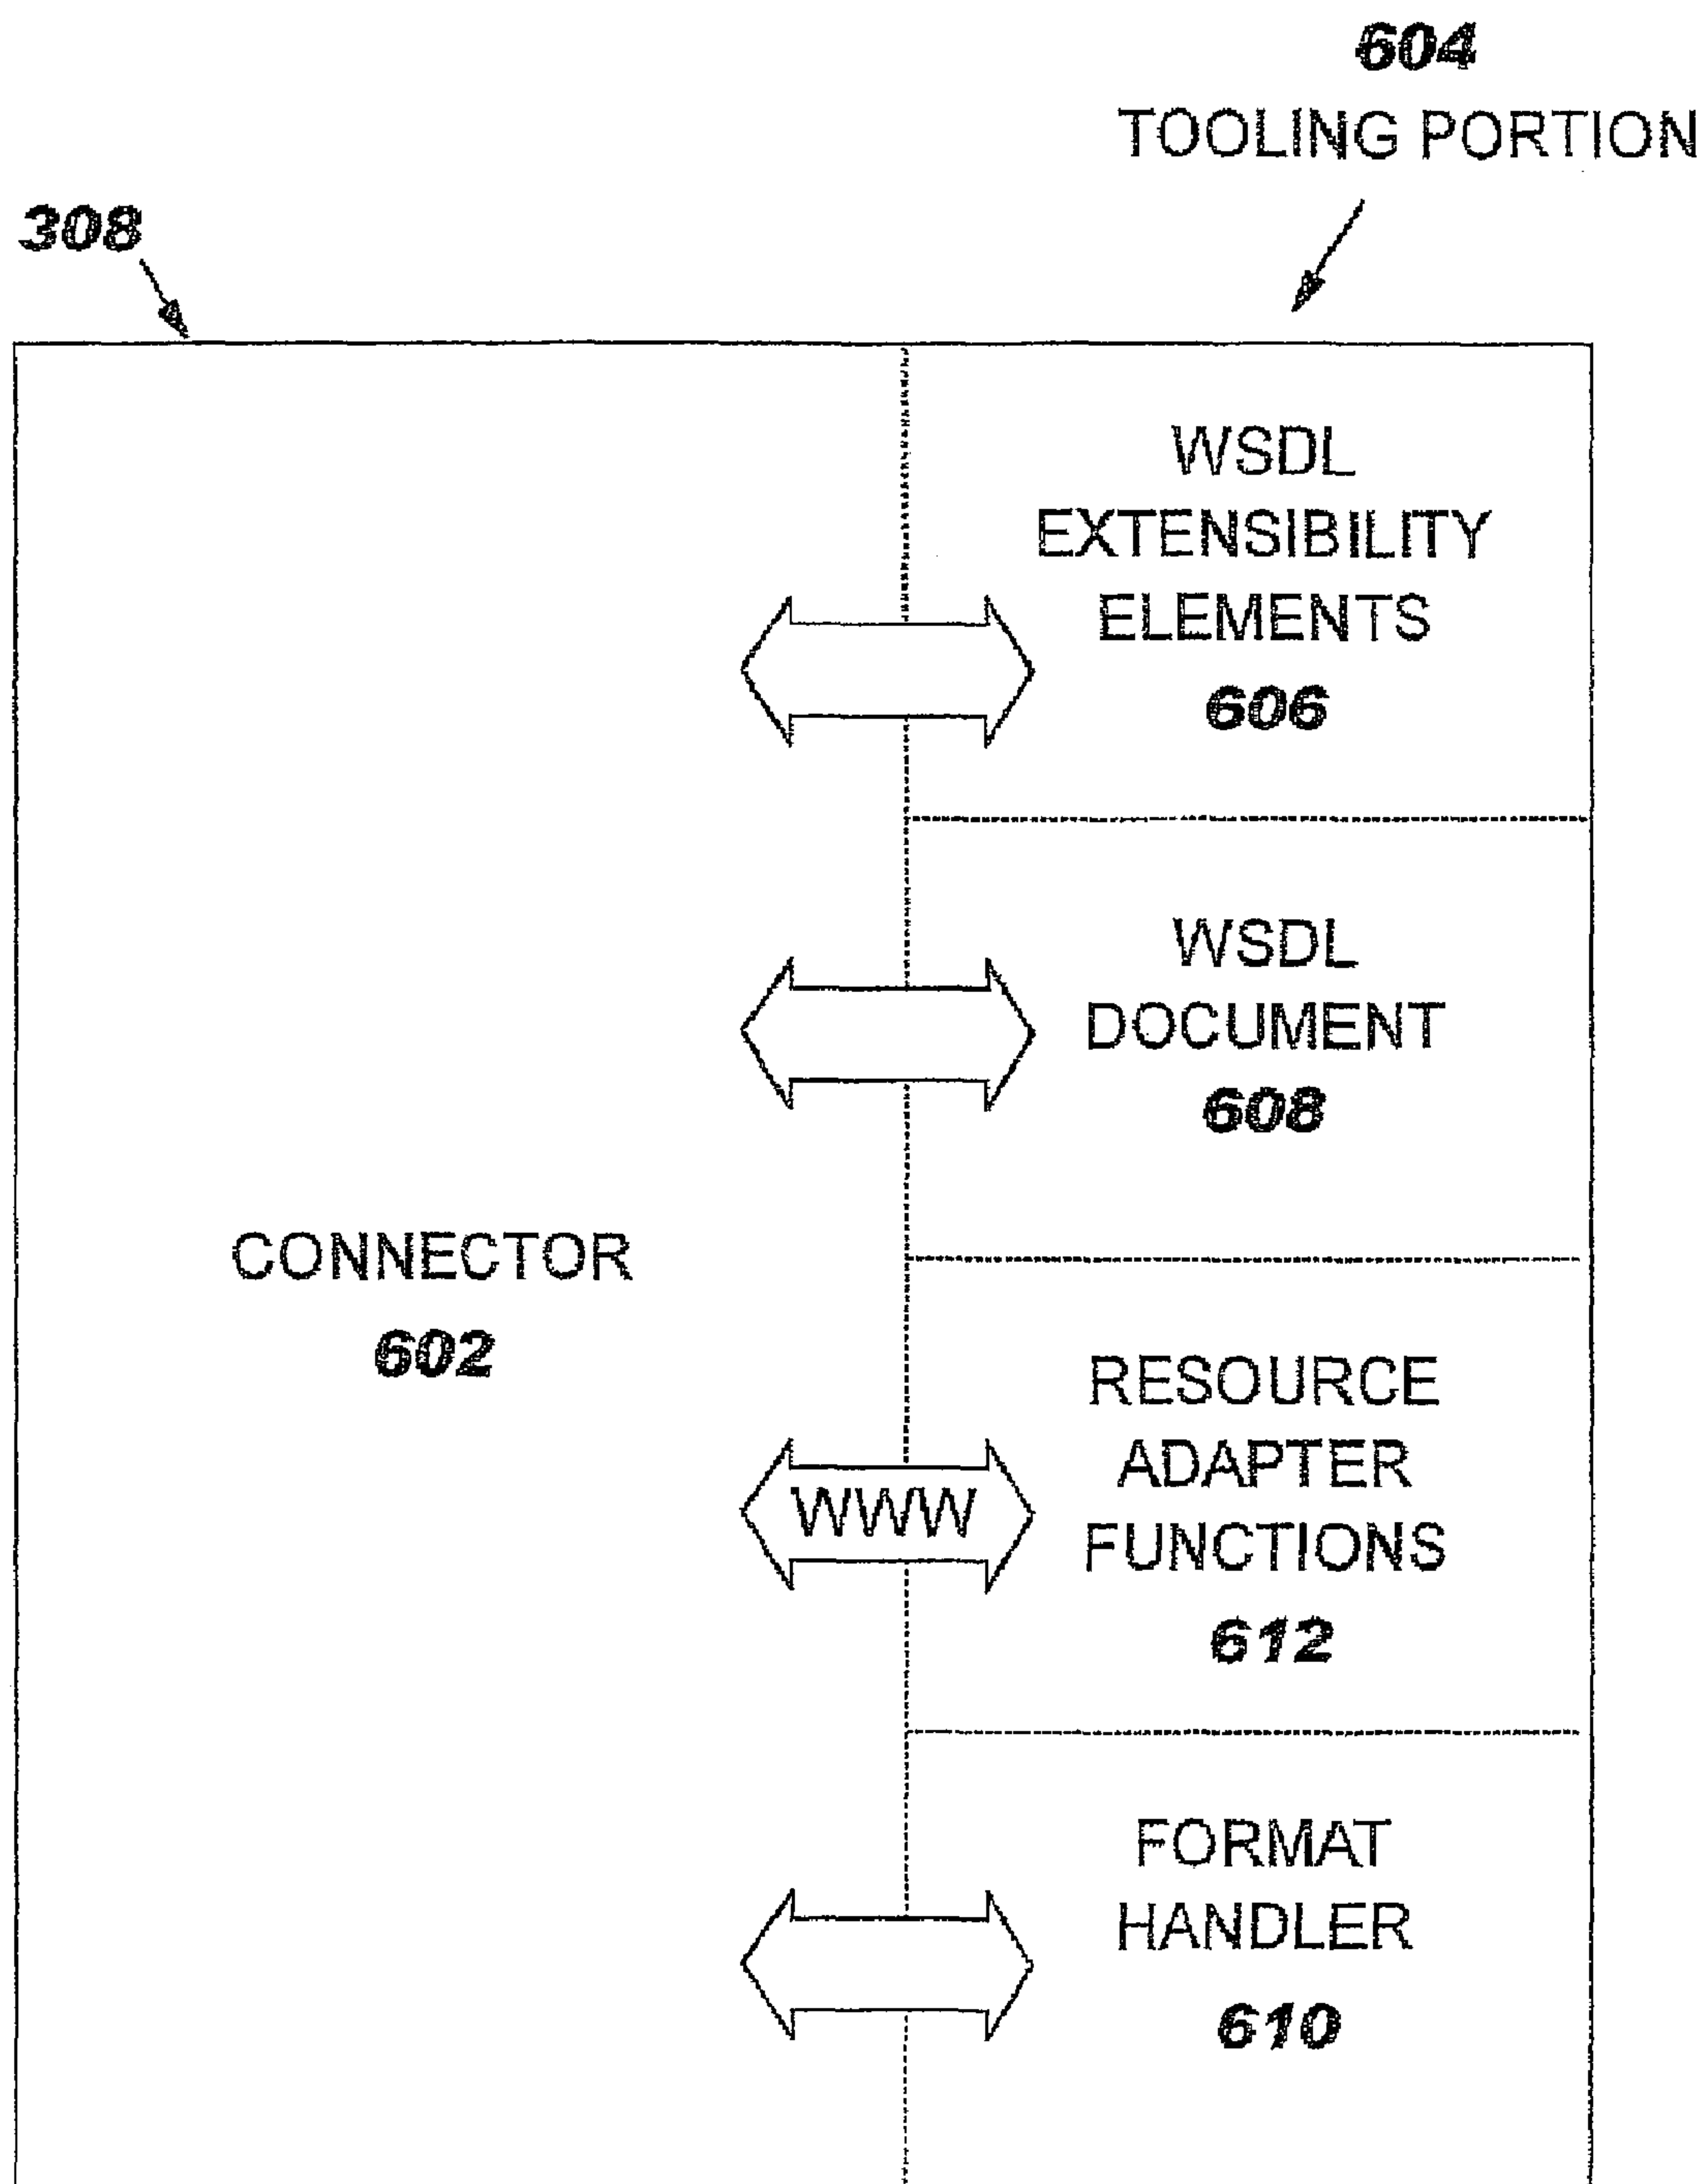 604
TOOLING PORTION
308
WSDL
EXTENSIBILITY
ELEMENTS
606
WSDL
DOCUMENT
608
CONNECTOR
602
RESOURCE
ADAPTER
FUNCTIONS
WWW
612
FORMAT
HANDLER
610